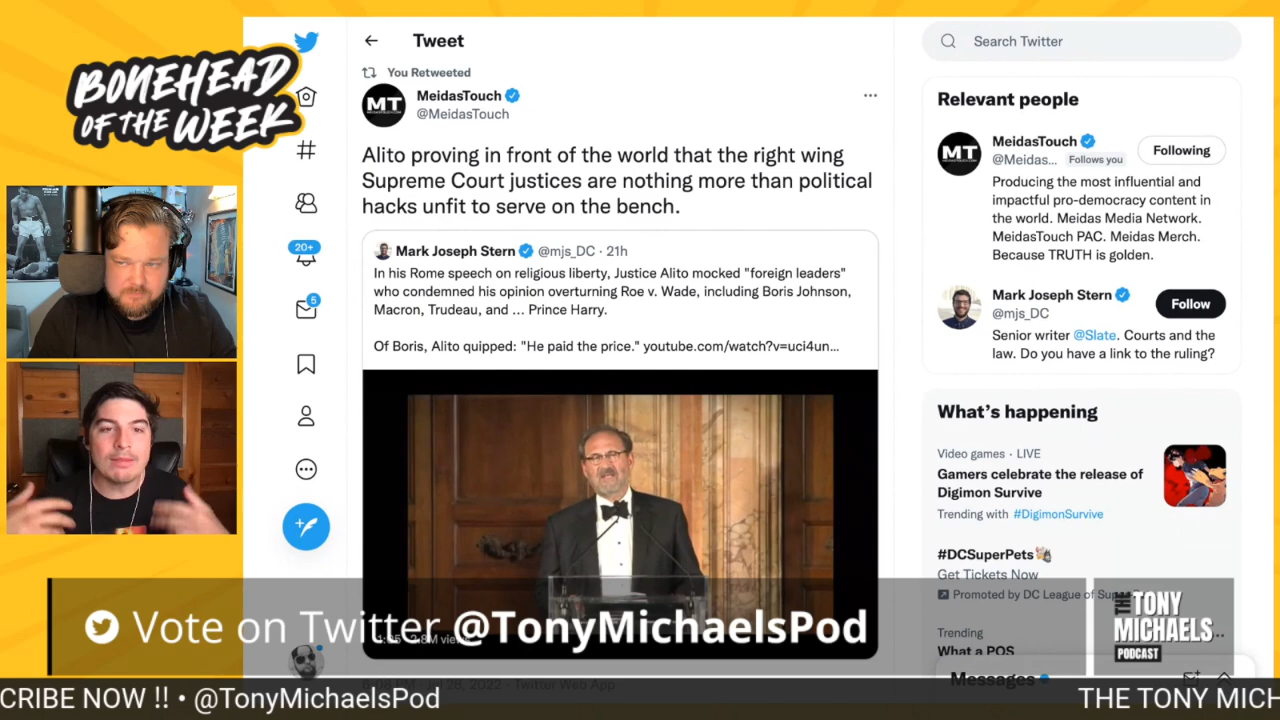 BONEHEAD
OF THE WEEK
Tweet
You Retweeted
MT
MeidasTouch
@MeidasTouch
Alito proving in front of the world that the right wing
Supreme Court justices are nothing more than political
hacks unfit to serve on the bench.
Mark Joseph Stern @mjs_DC · 21h
In his Rome speech on religious liberty, Justice Alito mocked "foreign leaders"
who condemned his opinion overturning Roe v. Wade, including Boris Johnson,
Macron, Trudeau, and ... Prince Harry.
Of Boris, Alito quipped: "He paid the price." youtube.com/watch?v=uci4un...
20+
5
Search Twitter
Relevant people
MT
MeidasTouch
@Meidas... Follows you
Following
Producing the most influential and
impactful pro-democracy content in
the world. Meidas Media Network.
MeidasTouch PAC. Meidas Merch.
Because TRUTH is golden.
Mark Joseph Stern
@mjs_DC
Follow
Senior writer @Slate. Courts and the
law. Do you have a link to the ruling?
What's happening
Video games · LIVE
Gamers celebrate the release of
Digimon Survive
Trending with #DigimonSurvive
#DCSuperPets
Get Tickets Now
Promoted by DC League of
Trending
What a POS
Messages
Vote on Twitter @TonyMichaelsPod
THE TONY
MICHAELS
PODCAST
Jul 28, 2022 · Twitter Web App
CRIBE NOW !! • @TonyMichaelsPod
THE TONY MICH